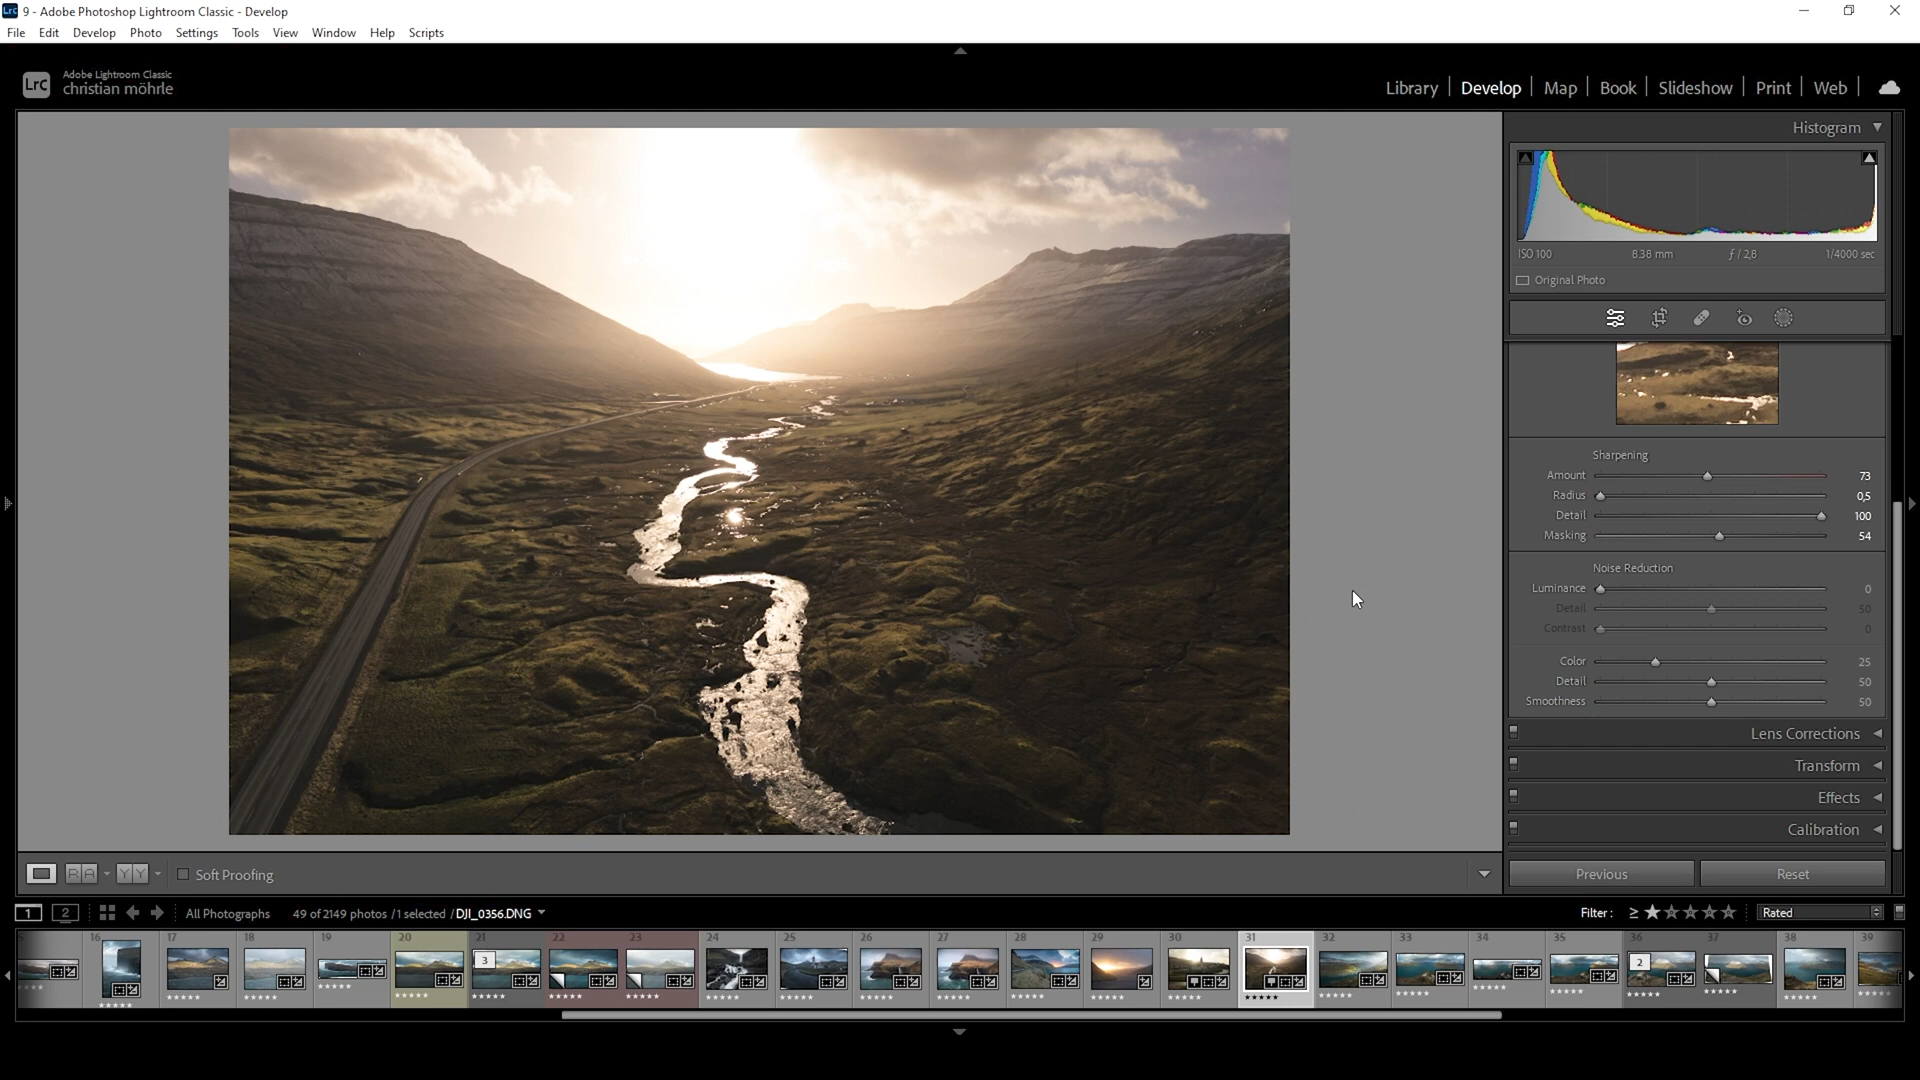 Lrc 9 - Adobe Photoshop Lightroom Classic - Develop
File Edit Develop Photo Settings Tools View Window Help Scripts
LrC Adobe Lightroom Classic
christian möhrle
Library Develop Map Book Slideshow Print Web
Histogram
ISO 100 8.38 mm ƒ / 2,8 1/4000 sec
Original Photo
Sharpening
Amount 73
Radius 0,5
Detail 100
Masking 54
Noise Reduction
Luminance 0
Detail 50
Contrast 0
Color 25
Detail 50
Smoothness 50
Lens Corrections
Transform
Effects
Calibration
Previous Reset
R A Y Y Soft Proofing
1 2 All Photographs 49 of 2149 photos / 1 selected / DJI_0356.DNG Filter : ≥ Rated
16 17 18 19 20 21 22 23 24 25 26 27 28 29 30 31 32 33 34 35 36 37 38 39
3 2